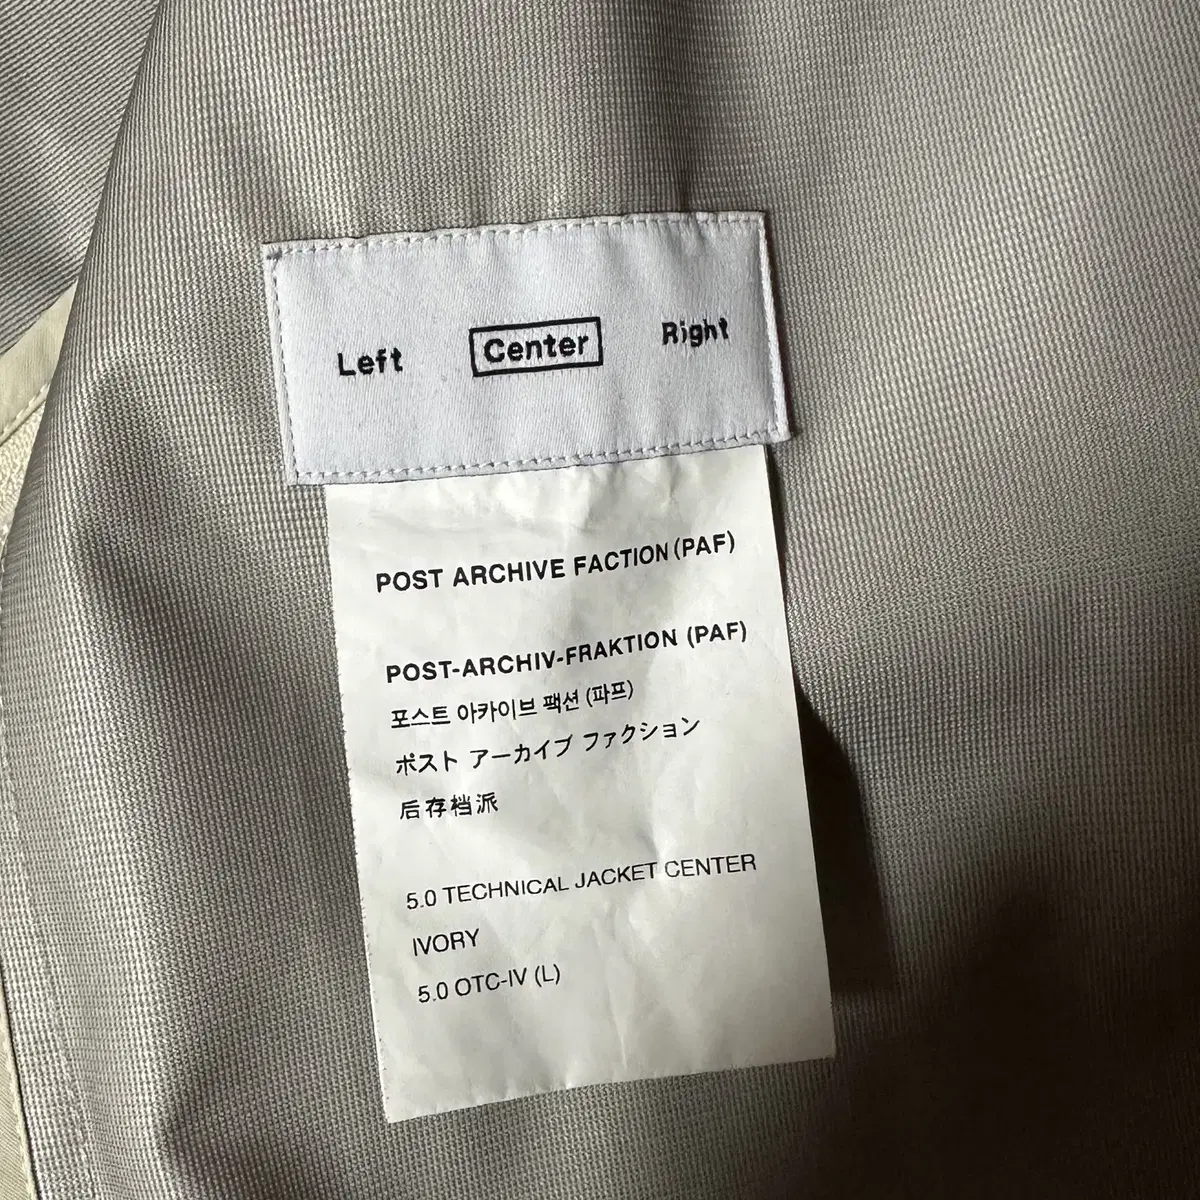 Left Center Right
POST ARCHIVE FACTION (PAF)
POST-ARCHIV-FRAKTION (PAF)
포스트 아카이브 팩션 (파프)
ポスト アーカイブ ファクション
后存档派
5.0 TECHNICAL JACKET CENTER
IVORY
5.0 OTC-IV (L)